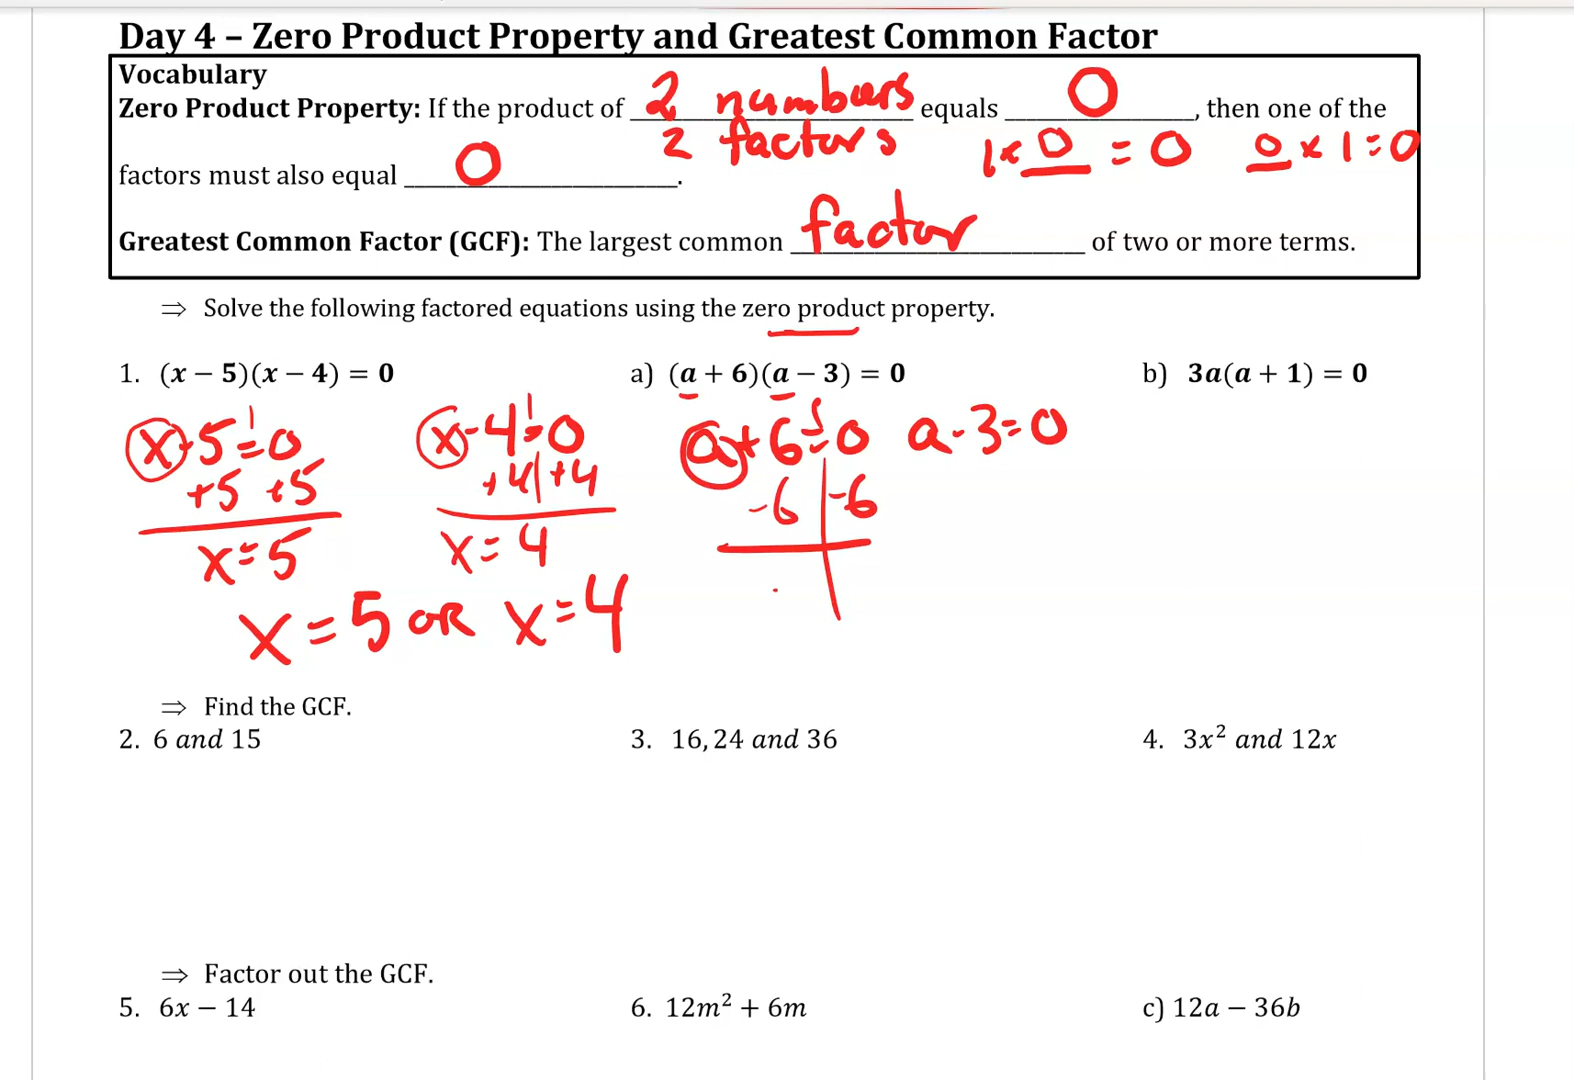 Day 4 – Zero Product Property and Greatest Common Factor
Vocabulary
Zero Product Property: If the product of 2 numbers equals 0, then one of the
2 factors 1 x 0 = 0 0 x 1 = 0
factors must also equal 0.
Greatest Common Factor (GCF): The largest common factor of two or more terms.
⇒ Solve the following factored equations using the zero product property.
1. (x − 5)(x − 4) = 0 a) (a + 6)(a − 3) = 0 b) 3a(a + 1) = 0
x - 5 = 0 x - 4 = 0 a + 6 = 0 a - 3 = 0
+5 +5 +4 +4 -6 -6
x = 5 x = 4
x = 5 OR x = 4
⇒ Find the GCF.
2. 6 and 15 3. 16, 24 and 36 4. 3x² and 12x
⇒ Factor out the GCF.
5. 6x − 14 6. 12m² + 6m c) 12a − 36b